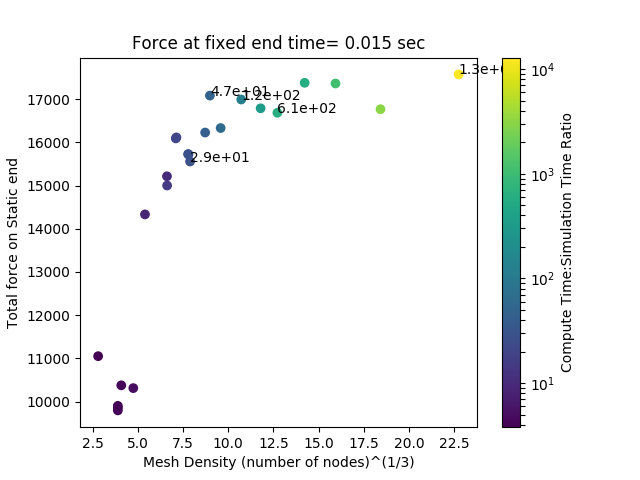 Force at fixed end time= 0.015 sec
Total force on Static end
17000
16000
15000
14000
13000
12000
11000
10000
4.7e+01
1.2e+02
6.1e+02
2.9e+01
2.5
5.0
7.5
10.0
12.5
15.0
17.5
20.0
22.5
Mesh Density (number of nodes)^(1/3)
10^4
10^3
10^2
10^1
Compute Time:Simulation Time Ratio